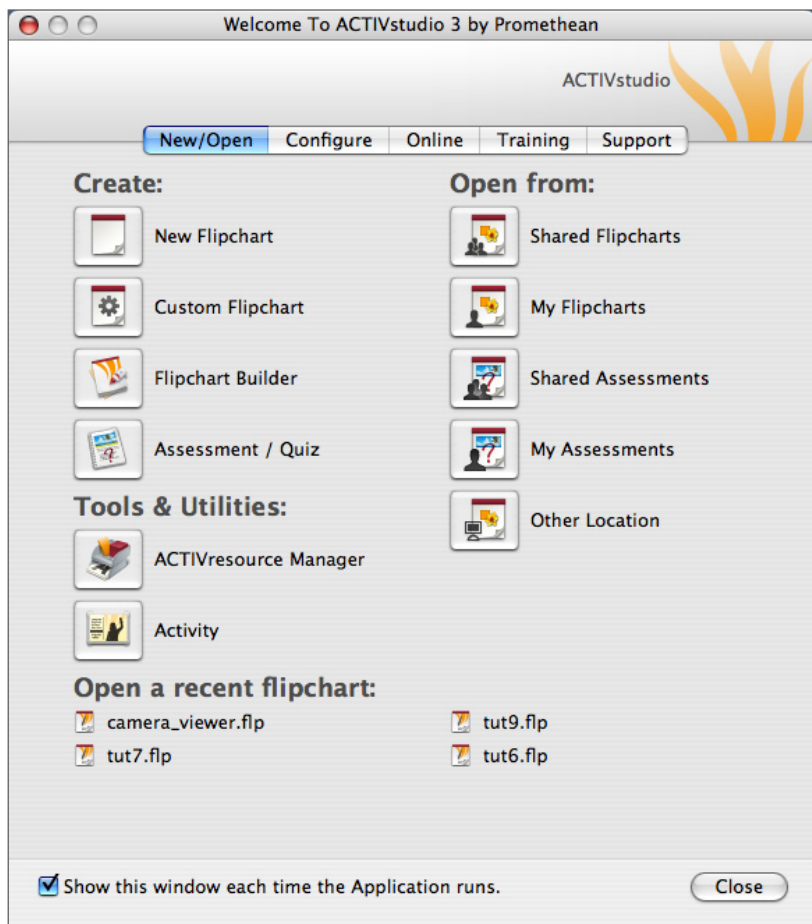 Welcome To ACTIVstudio 3 by Promethean
ACTIVstudio
New/Open Configure Online Training Support
Create:
New Flipchart
Custom Flipchart
Flipchart Builder
Assessment / Quiz
Tools & Utilities:
ACTIVresource Manager
Activity
Open from:
Shared Flipcharts
My Flipcharts
Shared Assessments
My Assessments
Other Location
Open a recent flipchart:
camera_viewer.flp
tut7.flp
tut9.flp
tut6.flp
Show this window each time the Application runs.
Close